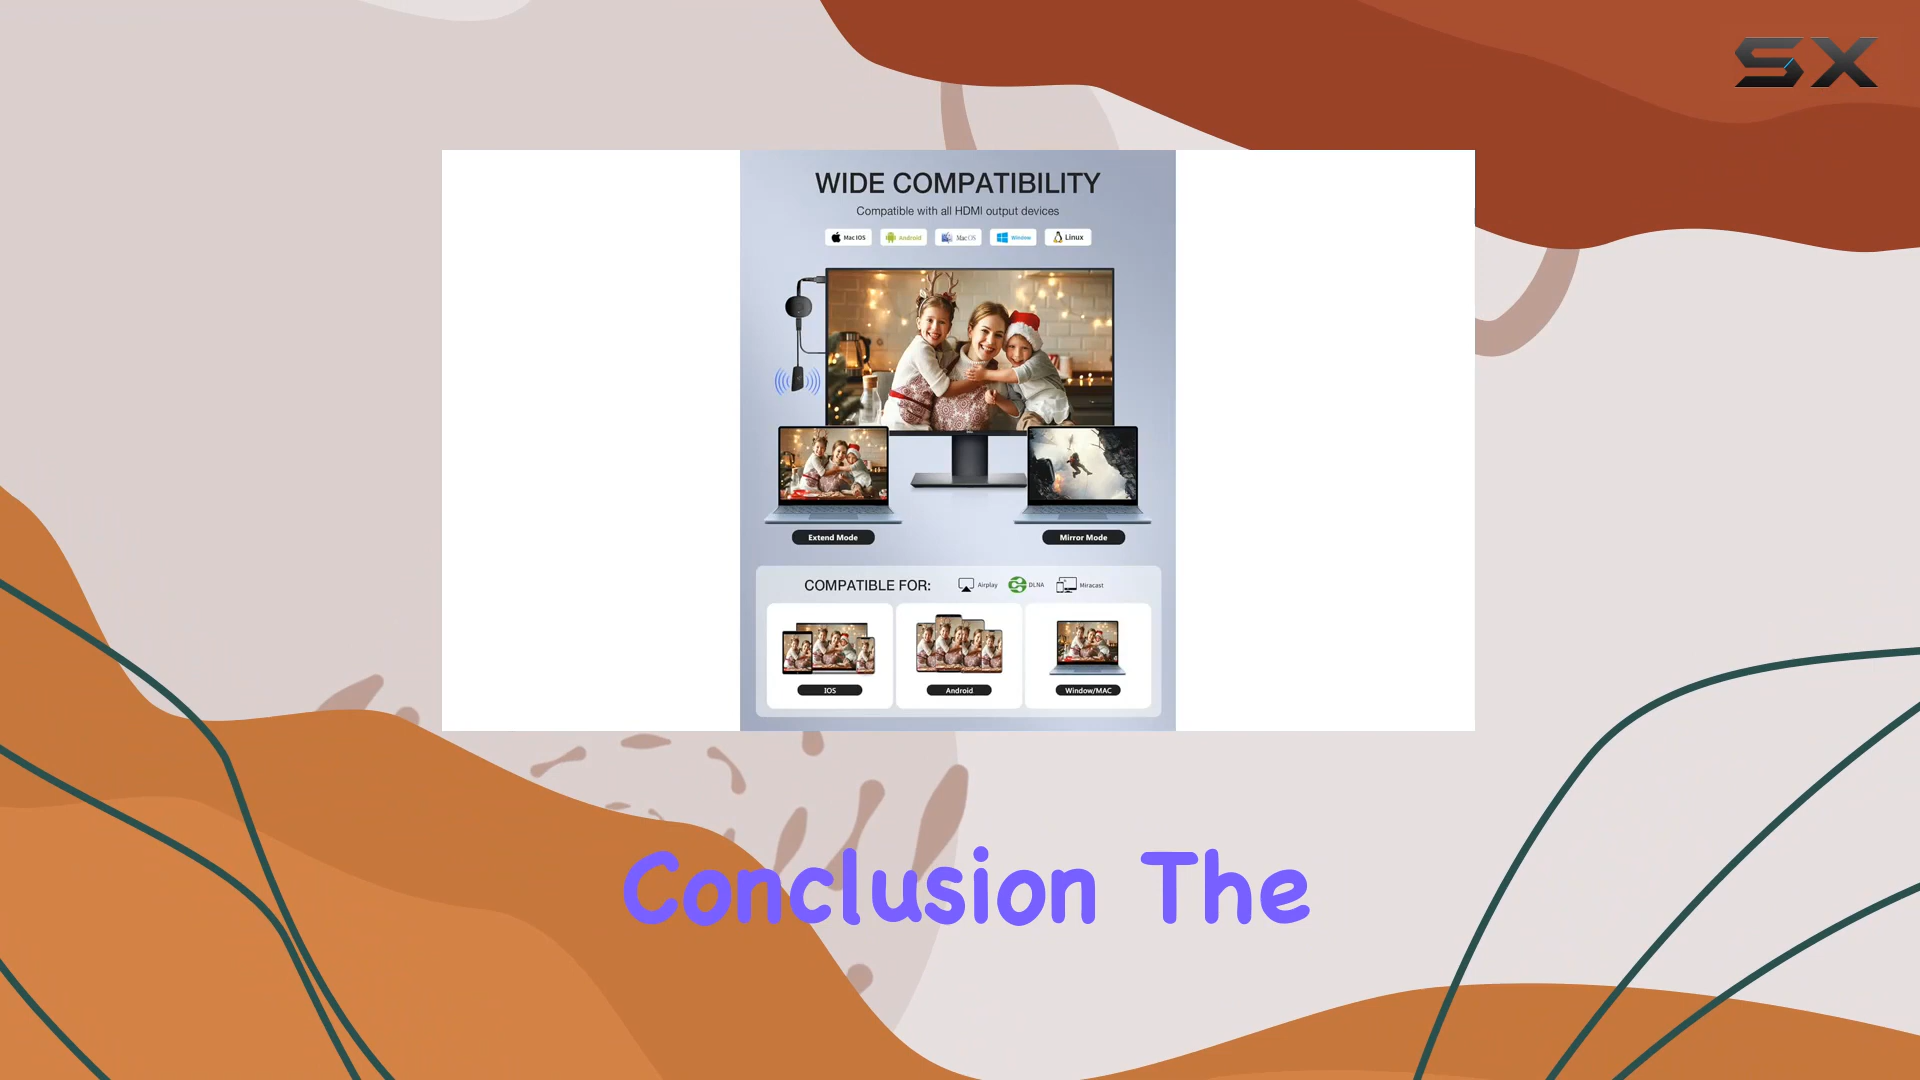 SX
WIDE COMPATIBILITY
Compatible with all HDMI output devices
Mac IOS Android Mac OS Window Linux
Extend Mode Mirror Mode
COMPATIBLE FOR: Airplay DLNA Miracast
IOS Android Window/MAC
Conclusion The